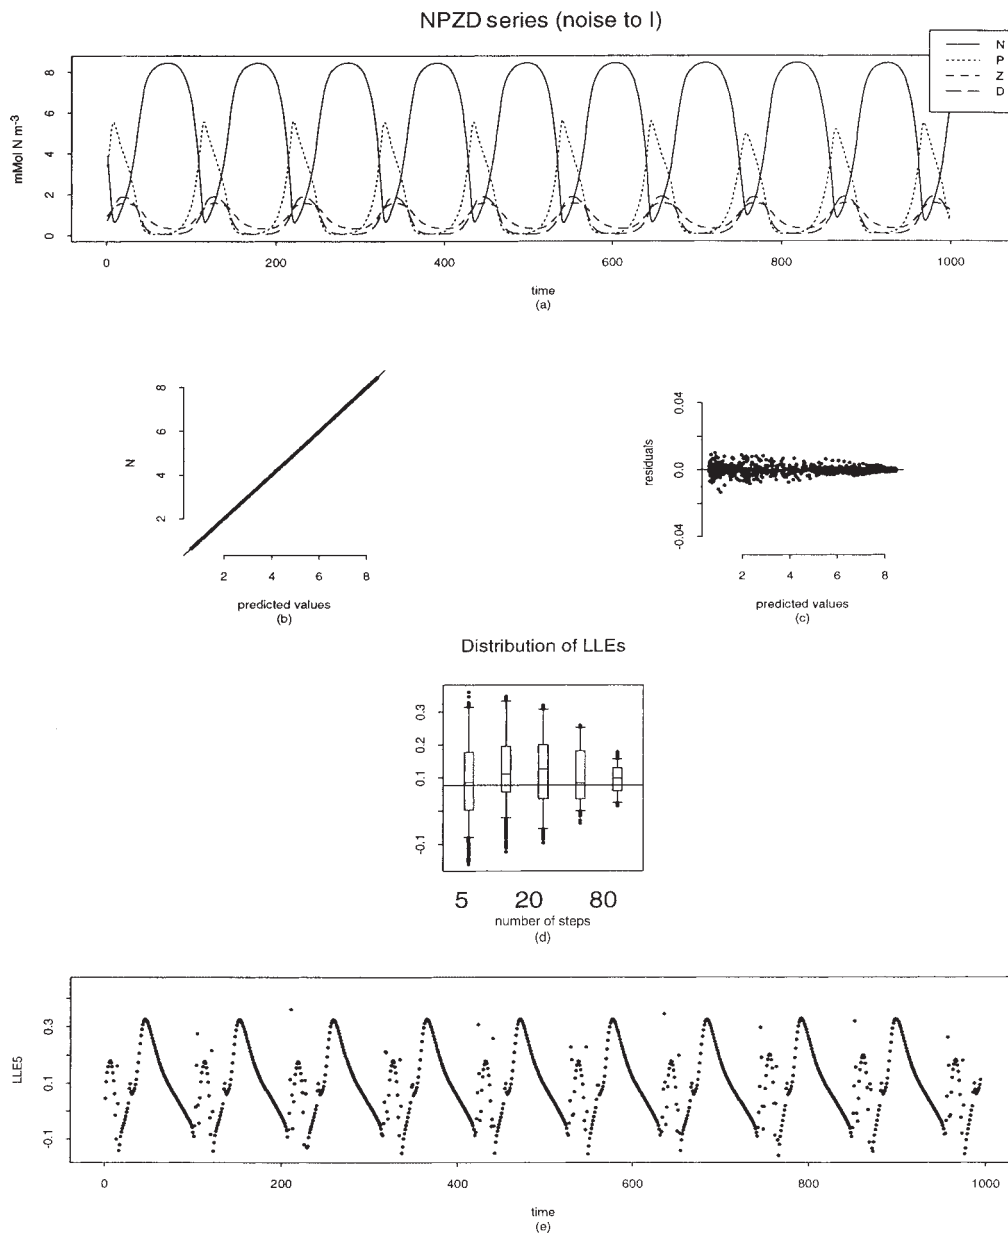 NPZD series (noise to I)
N
P
Z
D
mMol N m-3
8
6
4
2
0
0 200 400 600 800 1000
time
(a)
N
8
6
4
2
2 4 6 8
predicted values
(b)
residuals
0.04
0.0
-0.04
2 4 6 8
predicted values
(c)
Distribution of LLEs
0.3
0.2
0.1
-0.1
5 20 80
number of steps
(d)
LLE5
0.3
0.1
-0.1
0 200 400 600 800 1000
time
(e)